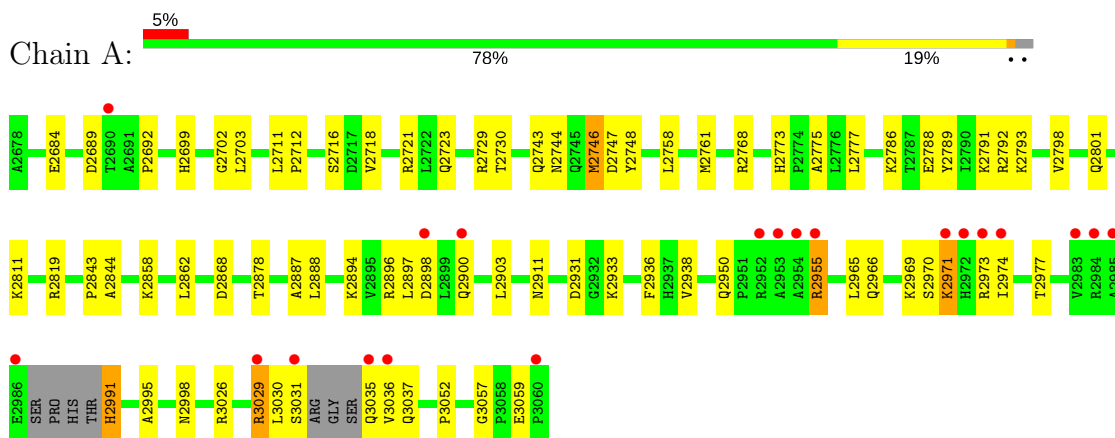 5%
Chain A:
78%
19%
• •
A2678 E2684 D2689 T2690 A2691 P2692 H2699 G2702 L2703 L2711 P2712 S2716 D2717 V2718 R2721 L2722 Q2723 R2729 T2730 Q2743 N2744 Q2745 M2746 D2747 Y2748 L2758 M2761 R2768 H2773 P2774 A2775 L2776 L2777 K2786 T2787 E2788 Y2789 I2790 K2791 R2792 K2793 V2798 Q2801
K2811 R2819 P2843 A2844 K2858 L2862 D2868 T2878 A2887 L2888 K2894 V2895 R2896 L2897 D2898 L2899 Q2900 L2903 N2911 D2931 G2932 K2933 F2936 H2937 V2938 Q2950 P2951 R2952 A2953 A2954 R2955 L2965 Q2966 K2969 S2970 K2971 H2972 R2973 I2974 T2977 V2983 R2984 A2985
E2986 SER PRO HIS THR H2991 A2995 N2998 R3026 R3029 L3030 S3031 ARG GLY SER Q3035 V3036 Q3037 P3052 G3057 P3058 E3059 P3060